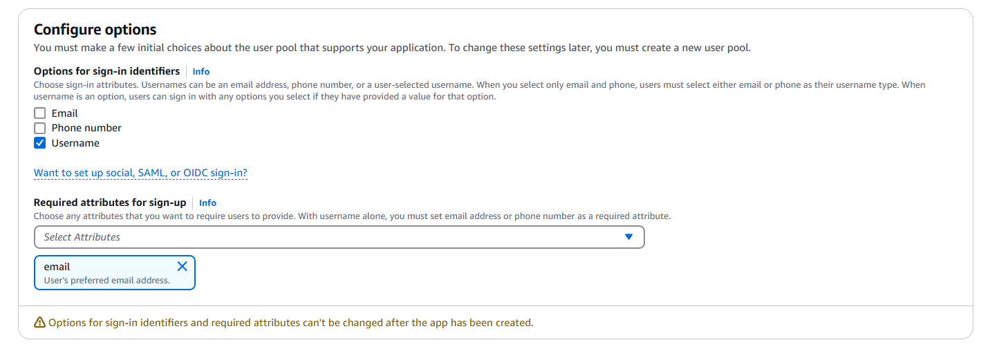 Configure options
You must make a few initial choices about the user pool that supports your application. To change these settings later, you must create a new user pool.
Options for sign-in identifiers Info
Choose sign-in attributes. Usernames can be an email address, phone number, or a user-selected username. When you select only email and phone, users must select either email or phone as their username type. When
username is an option, users can sign in with any options you select if they have provided a value for that option.
Email
Phone number
Username
Want to set up social, SAML, or OIDC sign-in?
Required attributes for sign-up Info
Choose any attributes that you want to require users to provide. With username alone, you must set email address or phone number as a required attribute.
Select Attributes
email
User's preferred email address.
Options for sign-in identifiers and required attributes can't be changed after the app has been created.